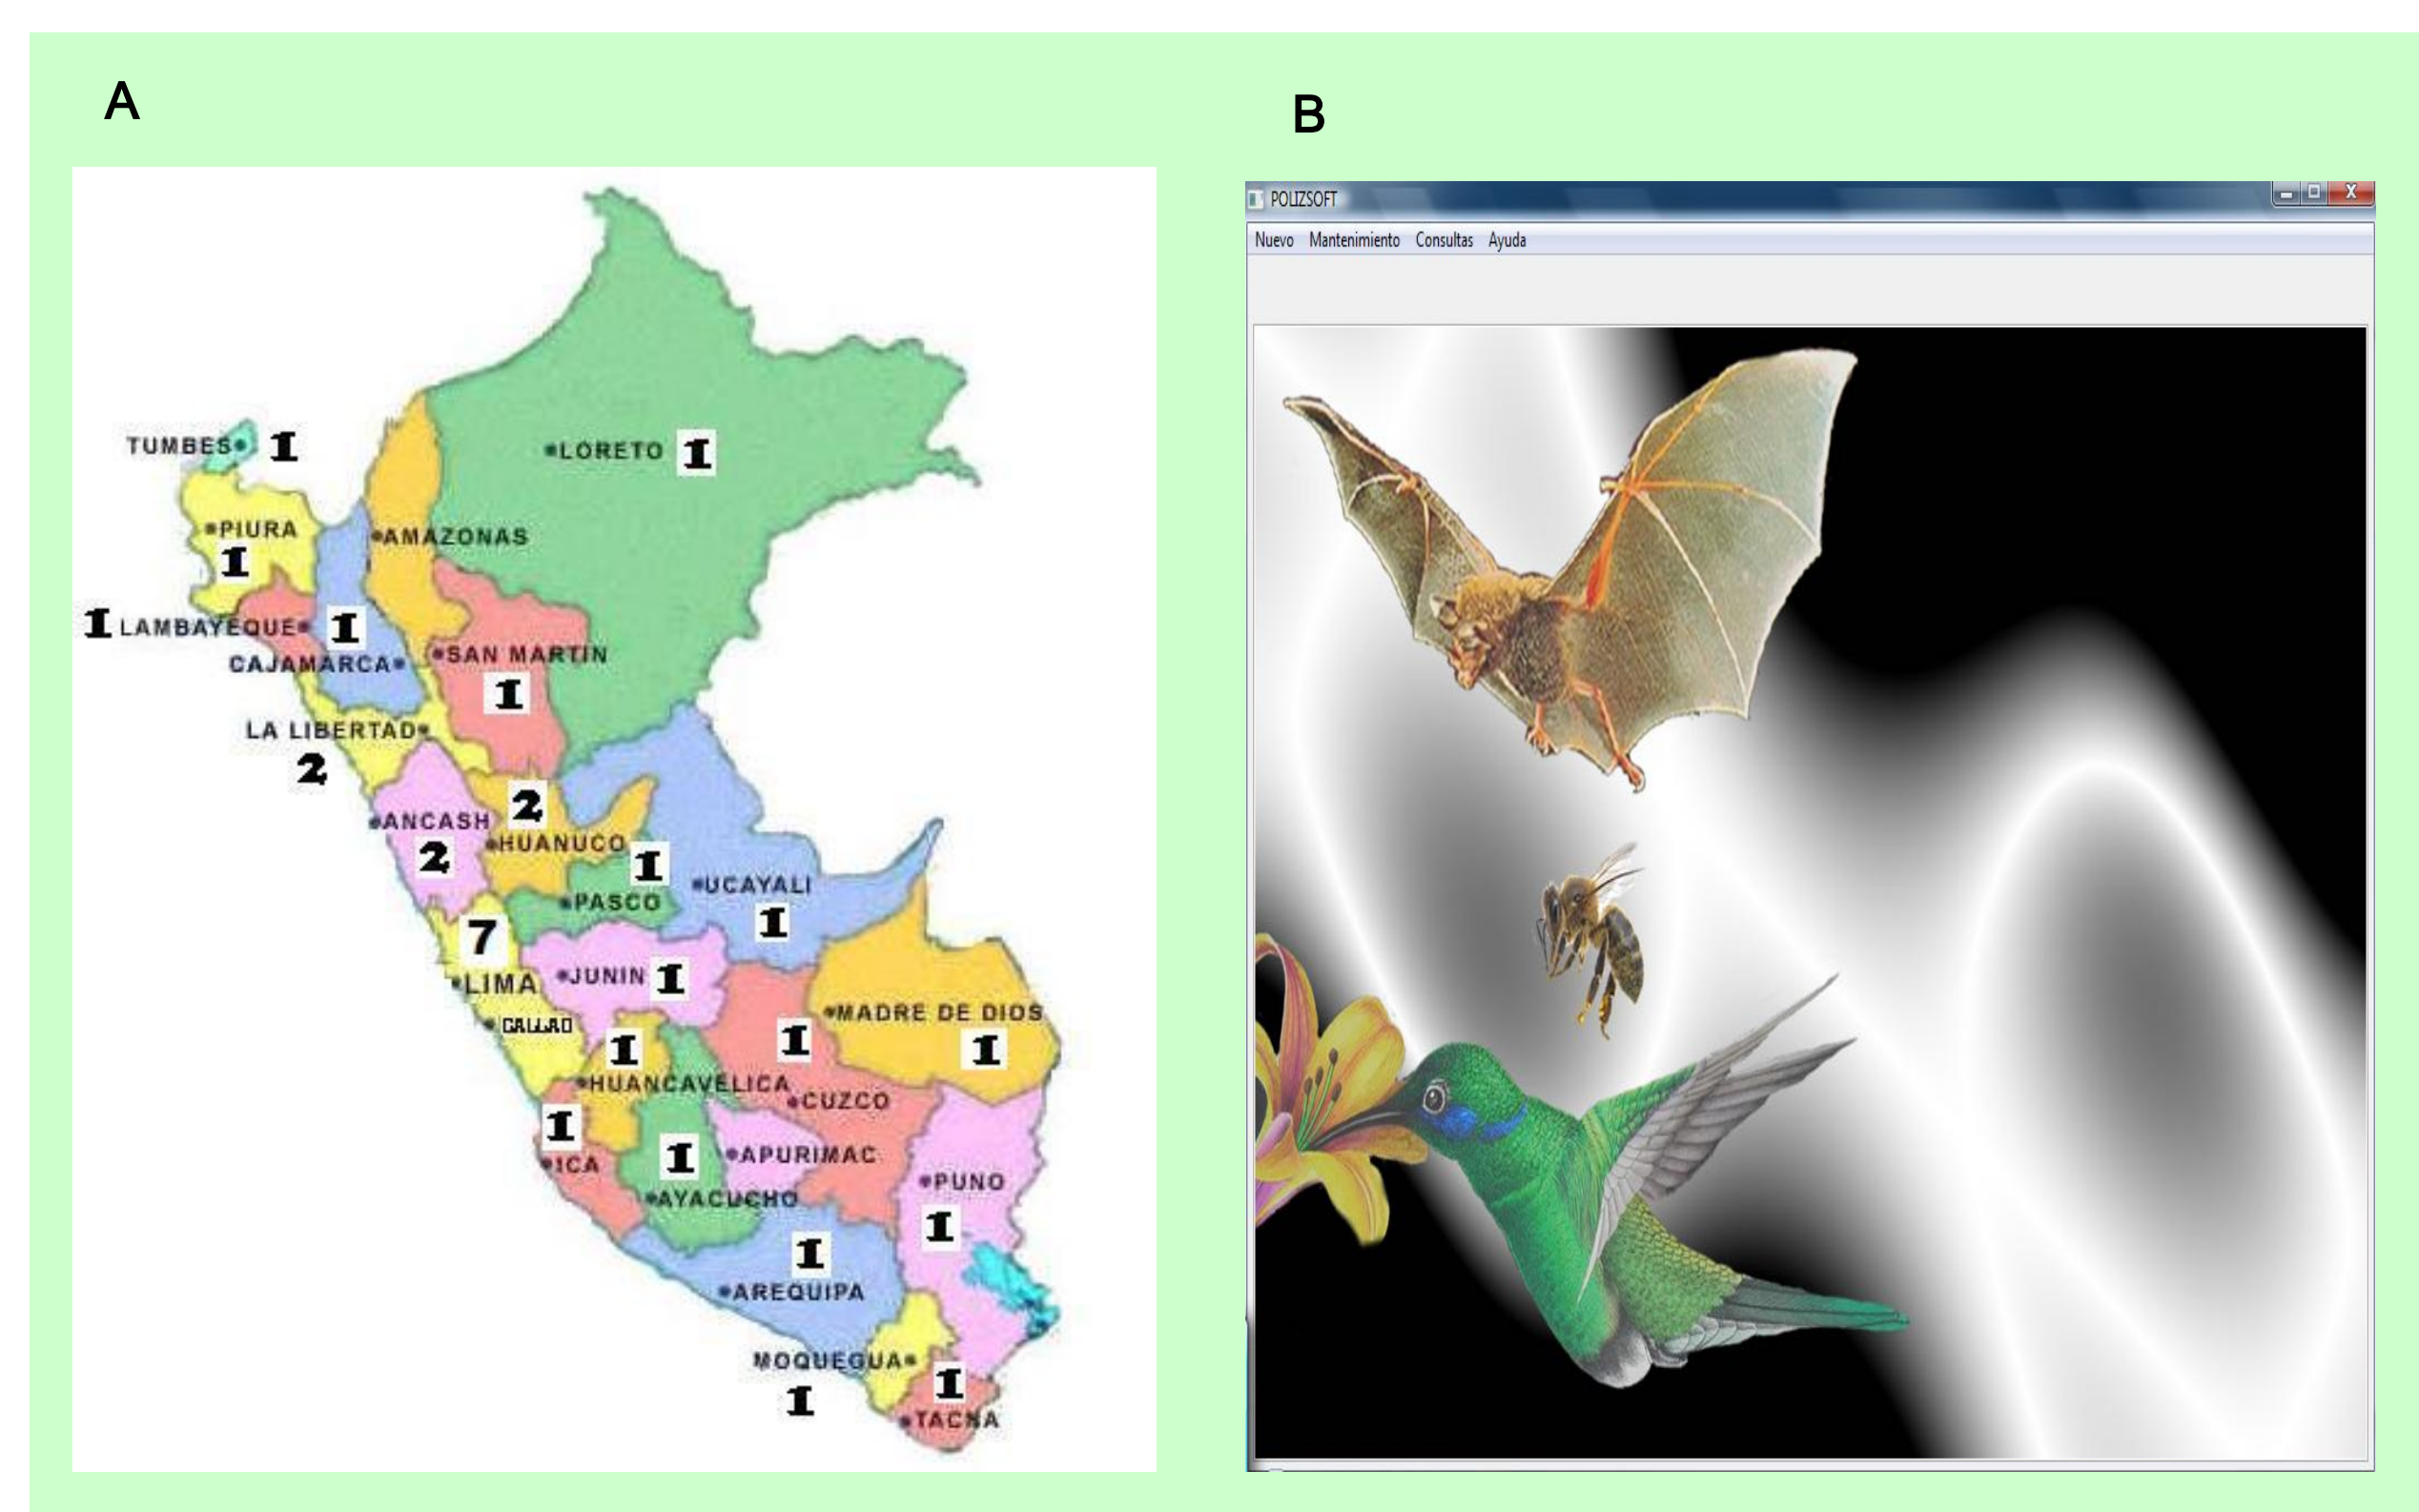 A
TUMBES 1
LORETO 1
PIURA
1
AMAZONAS
1 LAMBAYEQUE
1
CAJAMARCA
SAN MARTIN
1
LA LIBERTAD
2
ANCASH
2
2
HUANUCO
1
PASCO
UCAYALI
1
7
LIMA
JUNIN 1
CALLAO
MADRE DE DIOS
1
1
HUANCAVELICA
1
CUZCO
1
ICA
APURIMAC
1
AYACUCHO
PUNO
1
1
AREQUIPA
MOQUEGUA
1
1
TACNA
B
POLIZSOFT
Nuevo Mantenimiento Consultas Ayuda